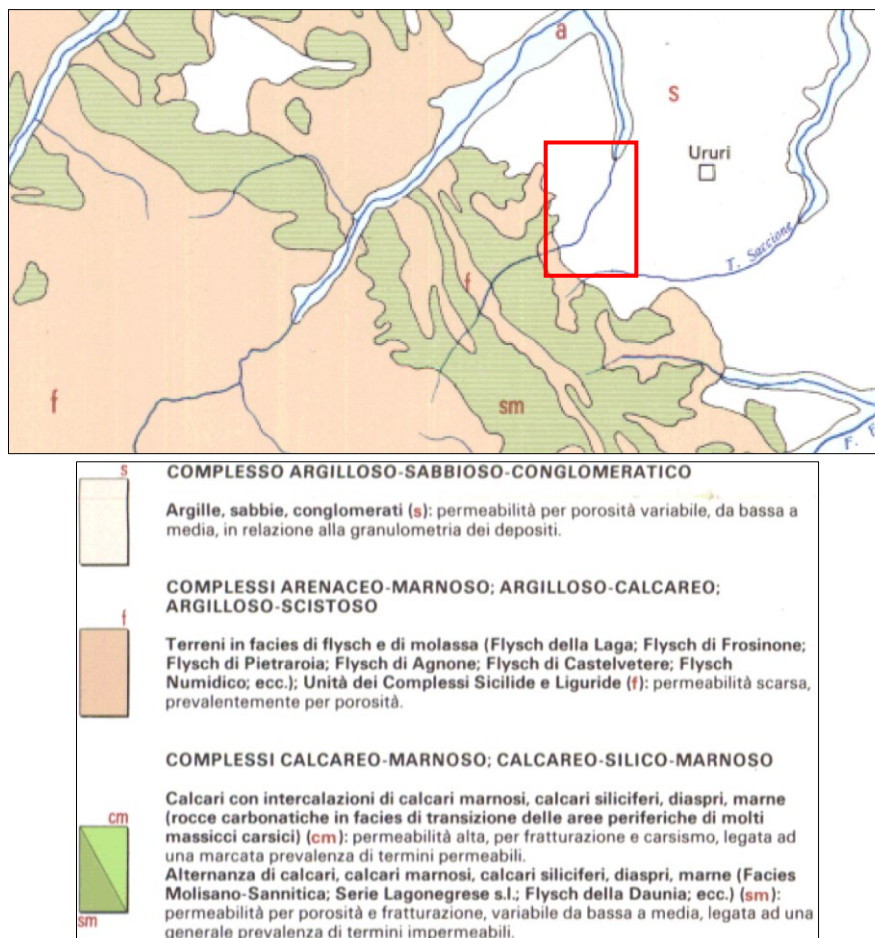 a
s
Ururi
T. Saccione
f
f
sm
F. F
s
COMPLESSO ARGILLOSO-SABBIOSO-CONGLOMERATICO
Argille, sabbie, conglomerati (s): permeabilità per porosità variabile, da bassa a
media, in relazione alla granulometria dei depositi.
f
COMPLESSI ARENACEO-MARNOSO; ARGILLOSO-CALCAREO;
ARGILLOSO-SCISTOSO
Terreni in facies di flysch e di molassa (Flysch della Laga; Flysch di Frosinone;
Flysch di Pietraroia; Flysch di Agnone; Flysch di Castelvetere; Flysch
Numidico; ecc.); Unità dei Complessi Sicilide e Liguride (f): permeabilità scarsa,
prevalentemente per porosità.
COMPLESSI CALCAREO-MARNOSO; CALCAREO-SILICO-MARNOSO
cm
Calcari con intercalazioni di calcari marnosi, calcari siliciferi, diaspri, marne
(rocce carbonatiche in facies di transizione delle aree periferiche di molti
massicci carsici) (cm): permeabilità alta, per fratturazione e carsismo, legata ad
una marcata prevalenza di termini permeabili.
Alternanza di calcari, calcari marnosi, calcari siliciferi, diaspri, marne (Facies
Molisano-Sannitica; Serie Lagonegrese s.l.; Flysch della Daunia; ecc.) (sm):
permeabilità per porosità e fratturazione, variabile da bassa a media, legata ad una
generale prevalenza di termini impermeabili.
sm